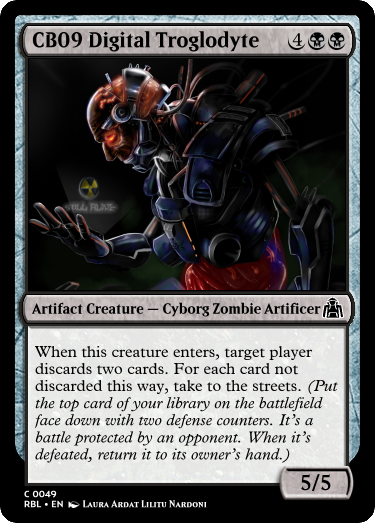 CB09 Digital Troglodyte 4
Artifact Creature — Cyborg Zombie Artificer
When this creature enters, target player
discards two cards. For each card not
discarded this way, take to the streets. (Put
the top card of your library on the battlefield
face down with two defense counters. It's a
battle protected by an opponent. When it's
defeated, return it to its owner's hand.)
5/5
C 0049
RBL • EN Laura Ardat Lilitu Nardoni